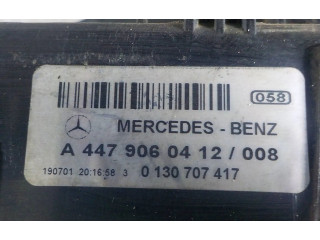 058
MERCEDES - BENZ
A 447 906 04 12 / 008
190701 20:16:58 3 0 130 707 417